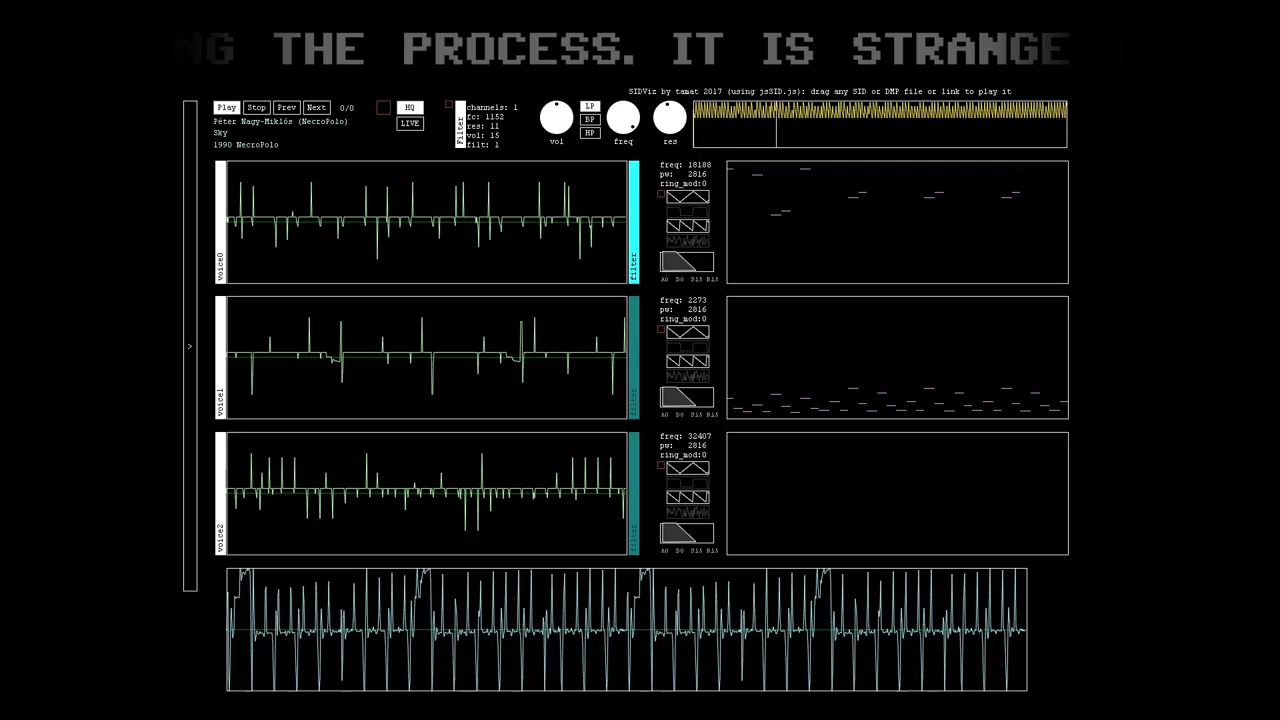 NG THE PROCESS. IT IS STRANGE T
SIDViz by tamat 2017 (using jsSID.js): drag any SID or DMP file or link to play it
Play Stop Prev Next 0/0 HQ LIVE
Péter Nagy-Miklós (NecroPolo)
Sky
1990 NecroPolo
Filter
channels: 1
fc: 1152
res: 11
vol: 15
filt: 1
vol LP BP HP freq res
>
voice0 filter
freq: 18188
pw: 2816
ring_mod:0
A0 D0 S15 R15
voice1 filter
freq: 2273
pw: 2816
ring_mod:0
A0 D0 S15 R15
voice2 filter
freq: 32407
pw: 2816
ring_mod:0
A0 D0 S15 R15